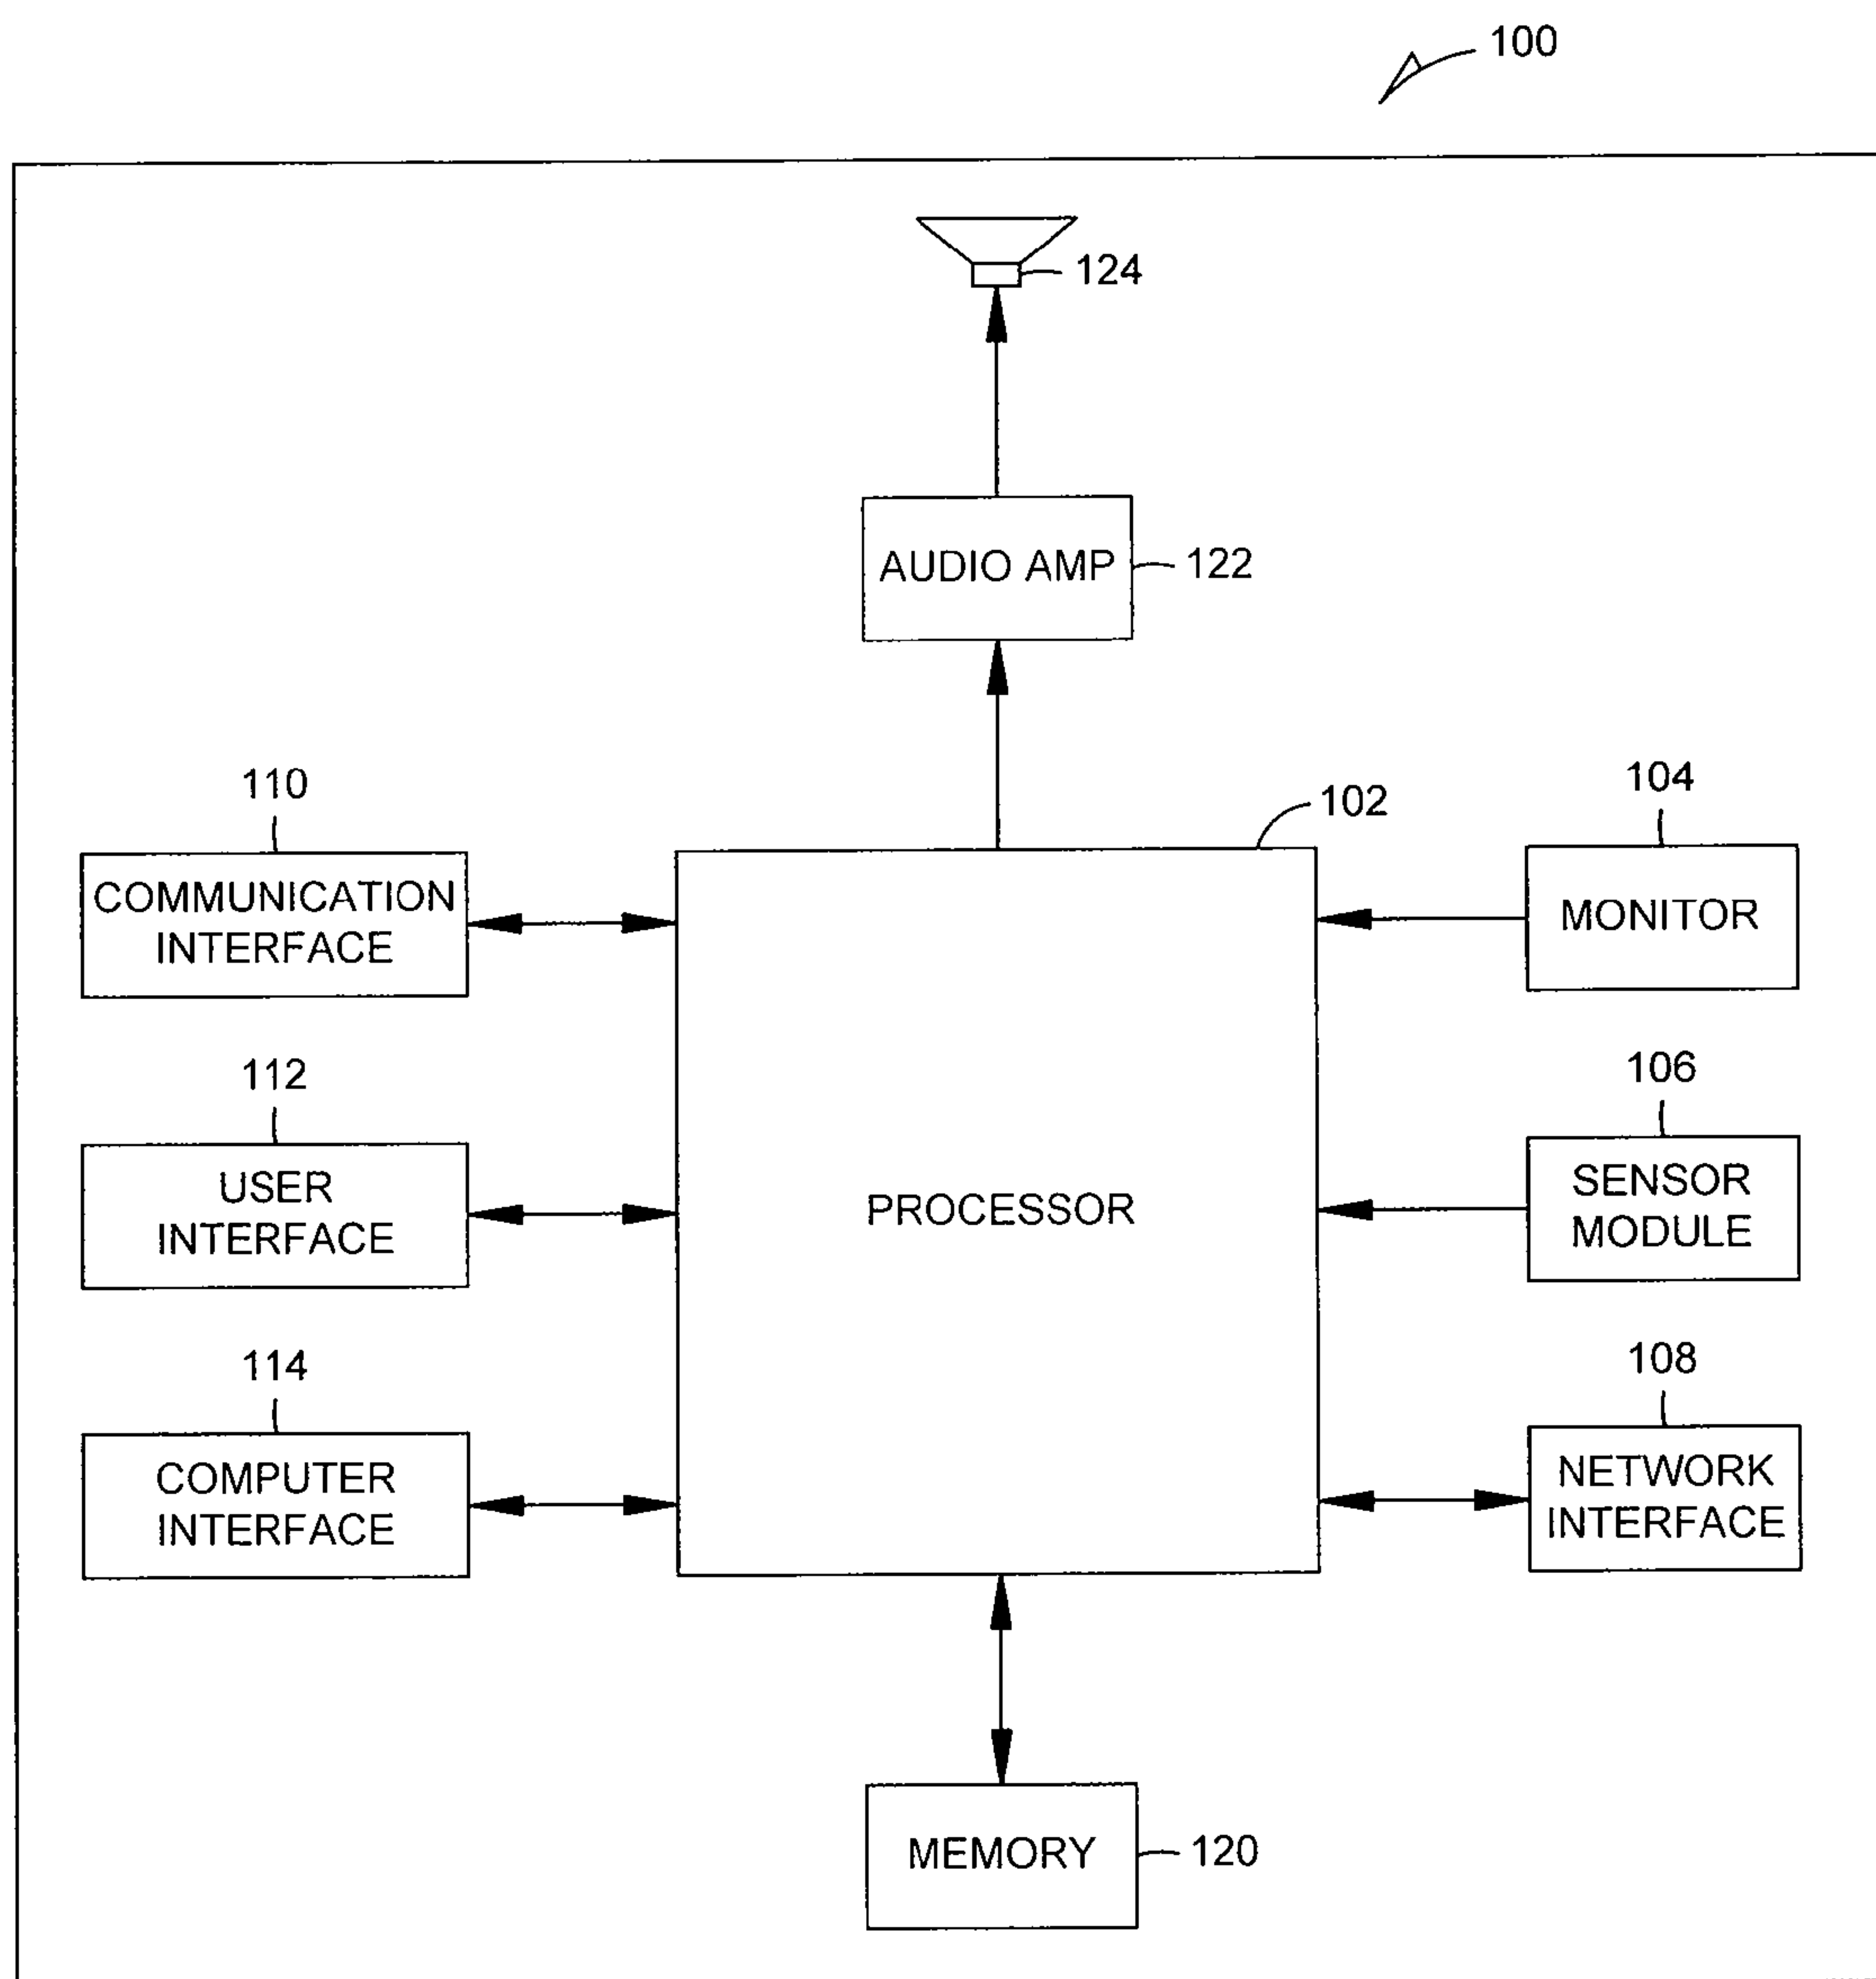 100
124
AUDIO AMP
122
110
102
104
COMMUNICATION
INTERFACE
MONITOR
112
106
USER
INTERFACE
PROCESSOR
SENSOR
MODULE
114
108
COMPUTER
INTERFACE
NETWORK
INTERFACE
MEMORY
120